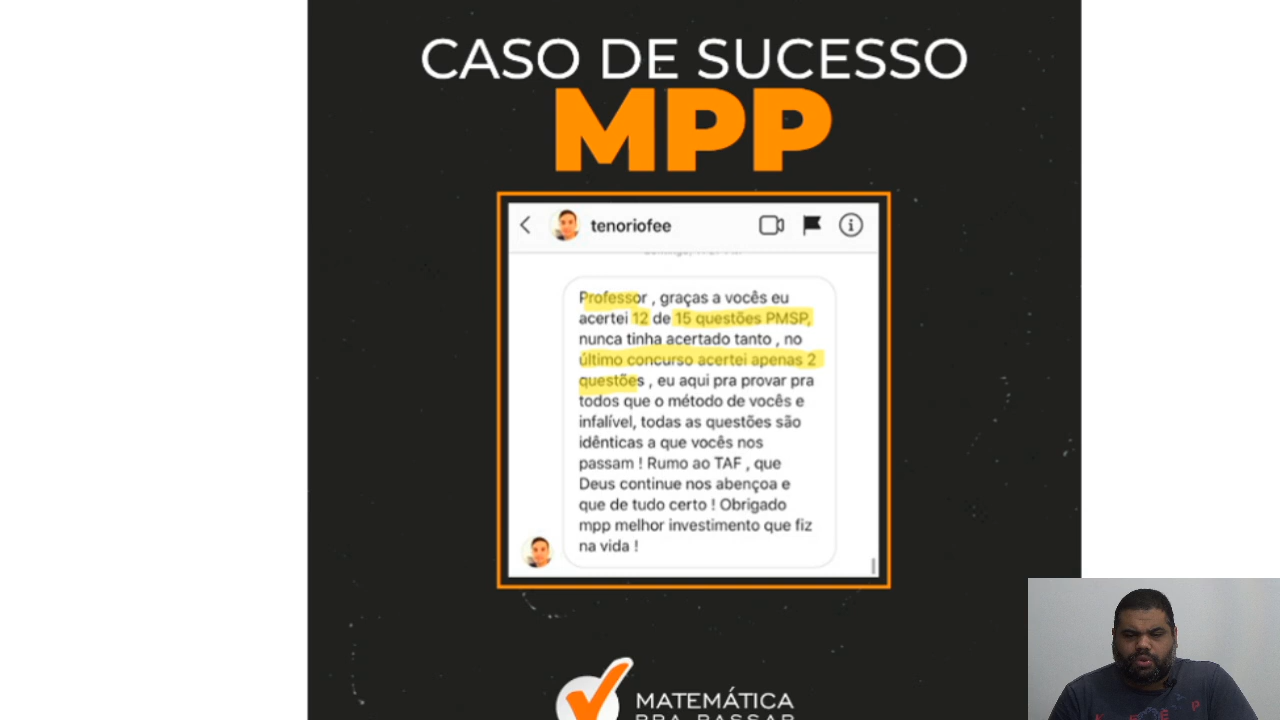 CASO DE SUCESSO
MPP
tenoriofee
Professor , graças a vocês eu
acertei 12 de 15 questões PMSP,
nunca tinha acertado tanto , no
último concurso acertei apenas 2
questões , eu aqui pra provar pra
todos que o método de vocês e
infalível, todas as questões são
idênticas a que vocês nos
passam ! Rumo ao TAF , que
Deus continue nos abençoa e
que de tudo certo ! Obrigado
mpp melhor investimento que fiz
na vida !
MATEMÁTICA
PRA PASSAR